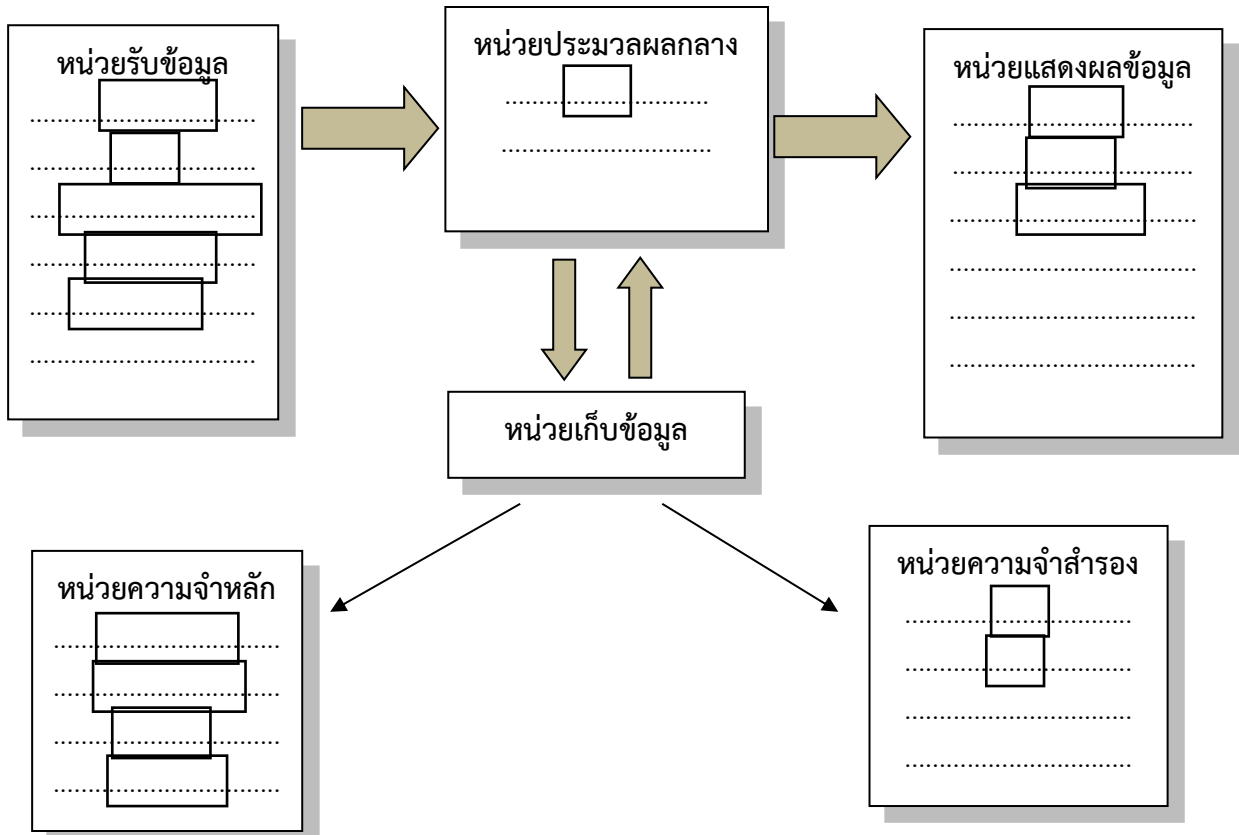 หน่วยรับข้อมูล
หน่วยประมวลผลกลาง
หน่วยแสดงผลข้อมูล
หน่วยเก็บข้อมูล
หน่วยความจำหลัก
หน่วยความจำสำรอง